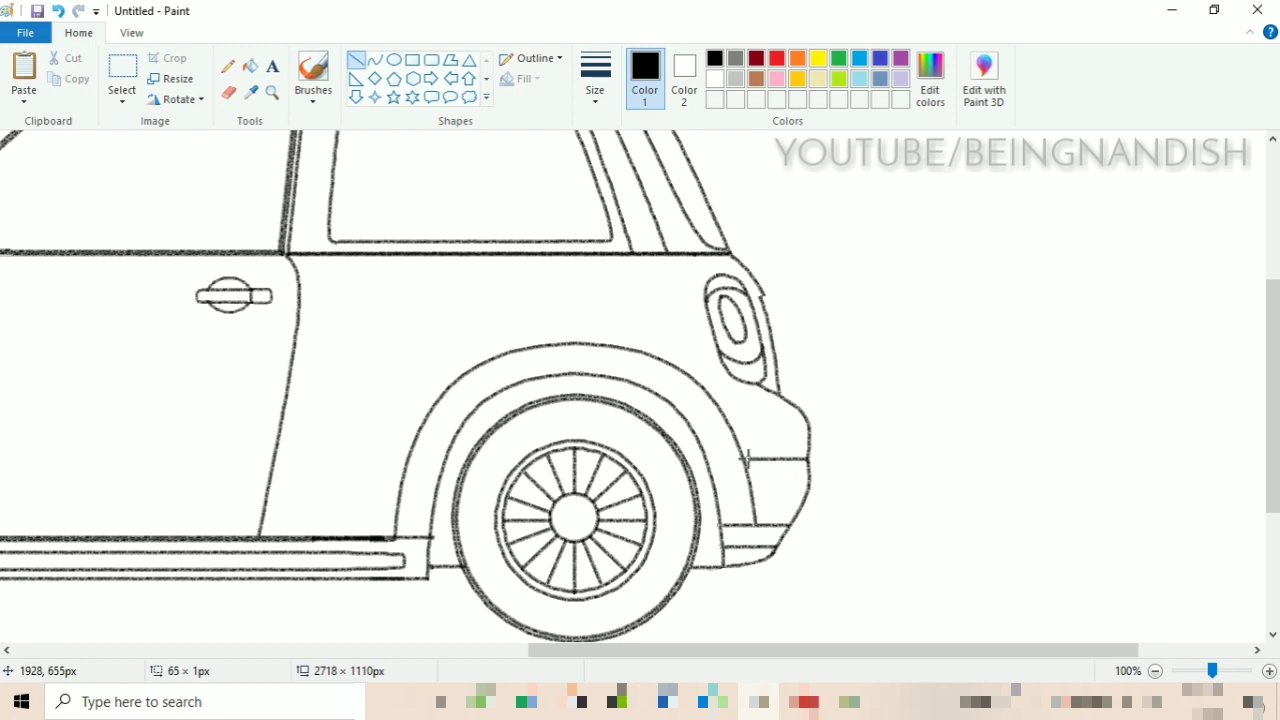 Untitled - Paint
File Home View
Paste
Cut
Copy
Clipboard
Select
Crop
Resize
Rotate
Image
Tools
Brushes
Shapes
Outline
Fill
Size
Color 1
Color 2
Colors
Edit colors
Edit with Paint 3D
YOUTUBE/BEINGNANDISH
1928, 655px
65 × 1px
2718 × 1110px
100%
Type here to search